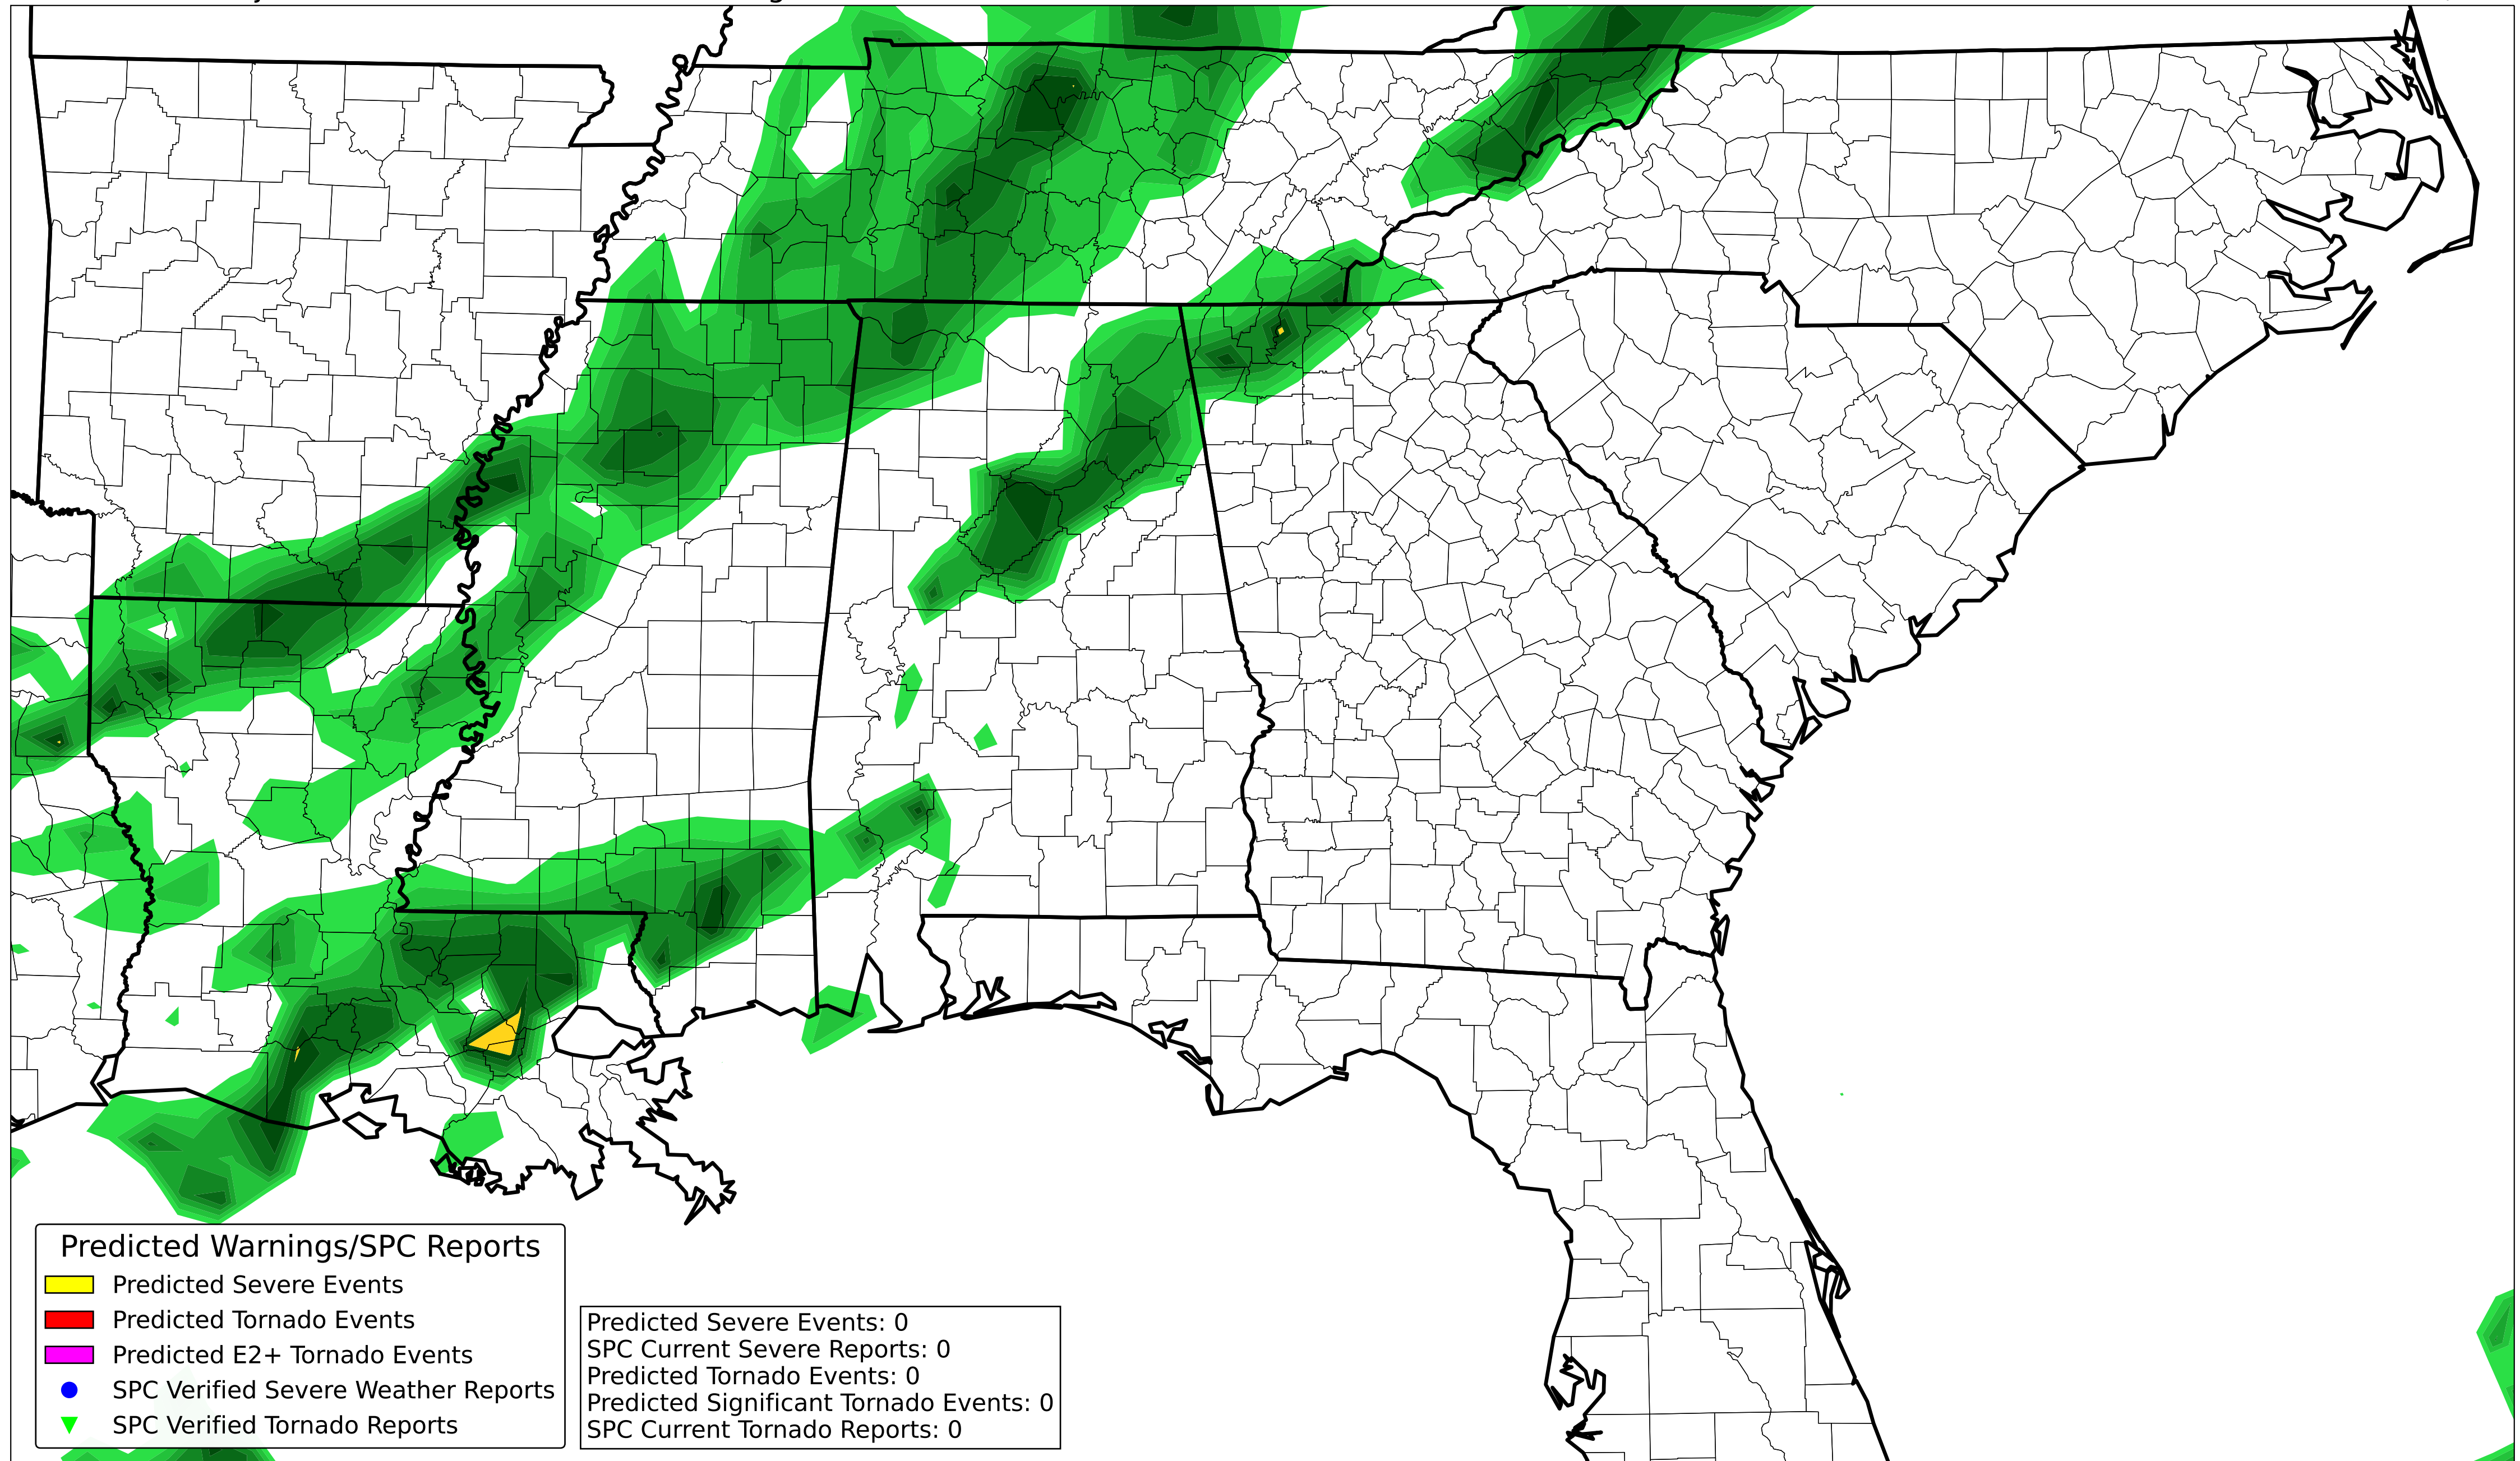 Predicted Warnings/SPC Reports
Predicted Severe Events
Predicted Tornado Events
Predicted E2+ Tornado Events
SPC Verified Severe Weather Reports
SPC Verified Tornado Reports
Predicted Severe Events: 0
SPC Current Severe Reports: 0
Predicted Tornado Events: 0
Predicted Significant Tornado Events: 0
SPC Current Tornado Reports: 0